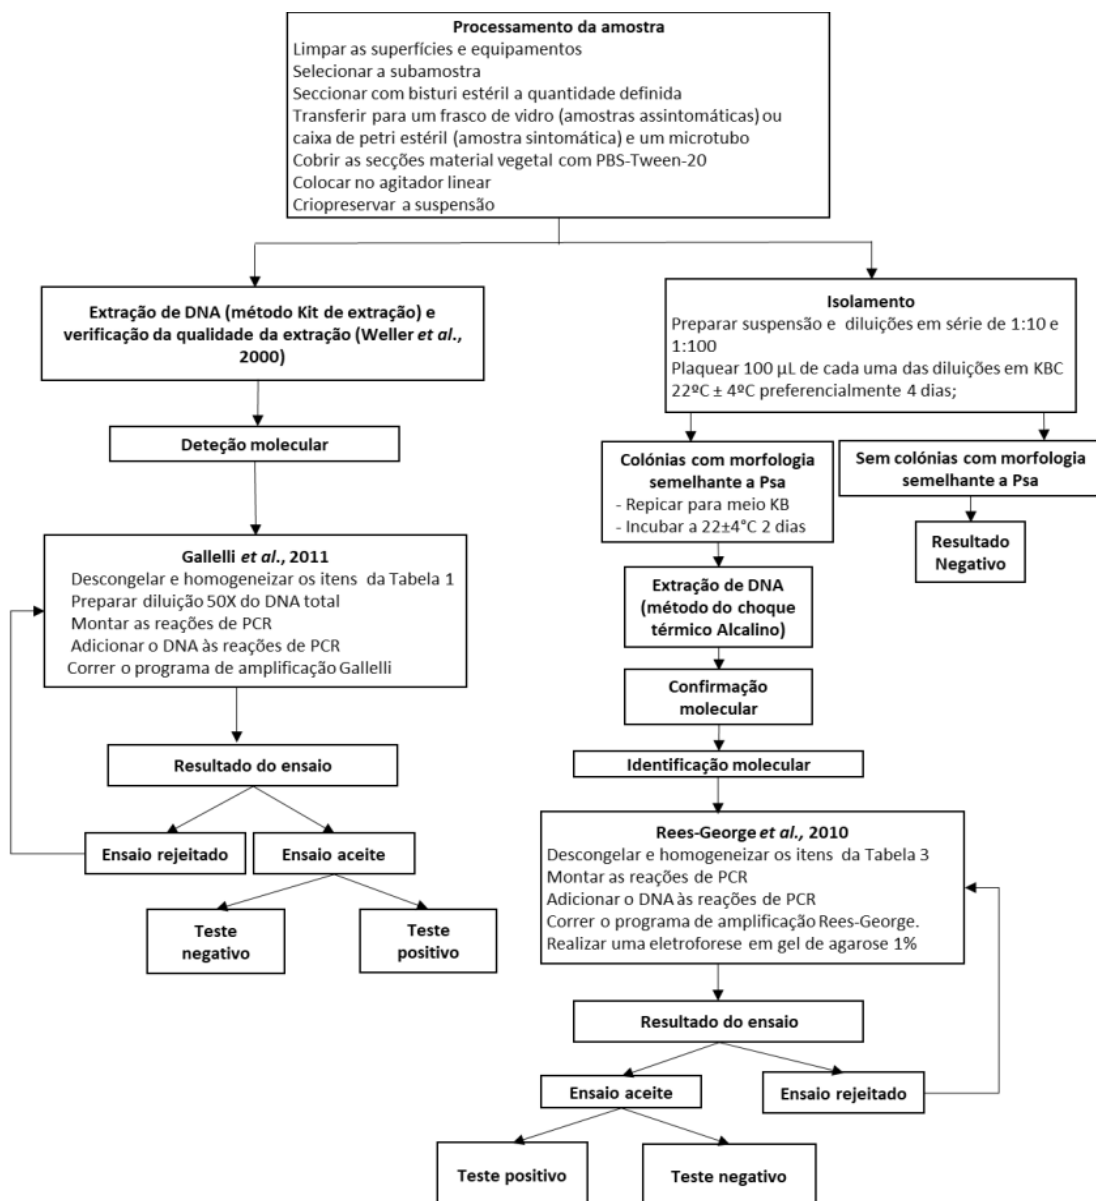 Processamento da amostra
Limpar as superfícies e equipamentos
Selecionar a subamostra
Seccionar com bisturi estéril a quantidade definida
Transferir para um frasco de vidro (amostras assintomáticas) ou
caixa de petri estéril (amostra sintomática) e um microtubo
Cobrir as secções material vegetal com PBS-Tween-20
Colocar no agitador linear
Criopreservar a suspensão
Extração de DNA (método Kit de extração) e
verificação da qualidade da extração (Weller et al.,
2000)
Deteção molecular
Gallelli et al., 2011
Descongelar e homogeneizar os itens da Tabela 1
Preparar diluição 50X do DNA total
Montar as reações de PCR
Adicionar o DNA às reações de PCR
Correr o programa de amplificação Gallelli
Resultado do ensaio
Ensaio rejeitado
Ensaio aceite
Teste
negativo
Teste
positivo
Isolamento
Preparar suspensão e diluições em série de 1:10 e
1:100
Plaquear 100 µL de cada uma das diluições em KBC
22ºC ± 4ºC preferencialmente 4 dias;
Colónias com morfologia
semelhante a Psa
- Repicar para meio KB
- Incubar a 22±4°C 2 dias
Sem colónias com morfologia
semelhante a Psa
Resultado
Negativo
Extração de DNA
(método do choque
térmico Alcalino)
Confirmação
molecular
Identificação molecular
Rees-George et al., 2010
Descongelar e homogeneizar os itens da Tabela 3
Montar as reações de PCR
Adicionar o DNA às reações de PCR
Correr o programa de amplificação Rees-George.
Realizar uma eletroforese em gel de agarose 1%
Resultado do ensaio
Ensaio aceite
Ensaio rejeitado
Teste positivo
Teste negativo